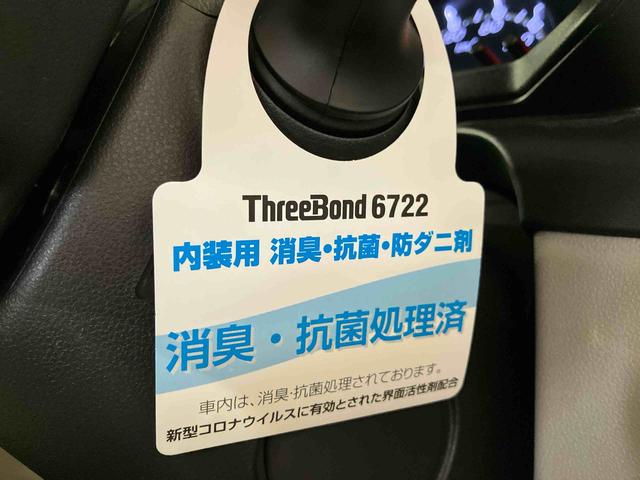 ThreeBond 6722
内装用 消臭・抗菌・防ダニ剤
消臭・抗菌処理済
車内は、消臭・抗菌処理されております。
新型コロナウイルスに有効とされた界面活性剤配合